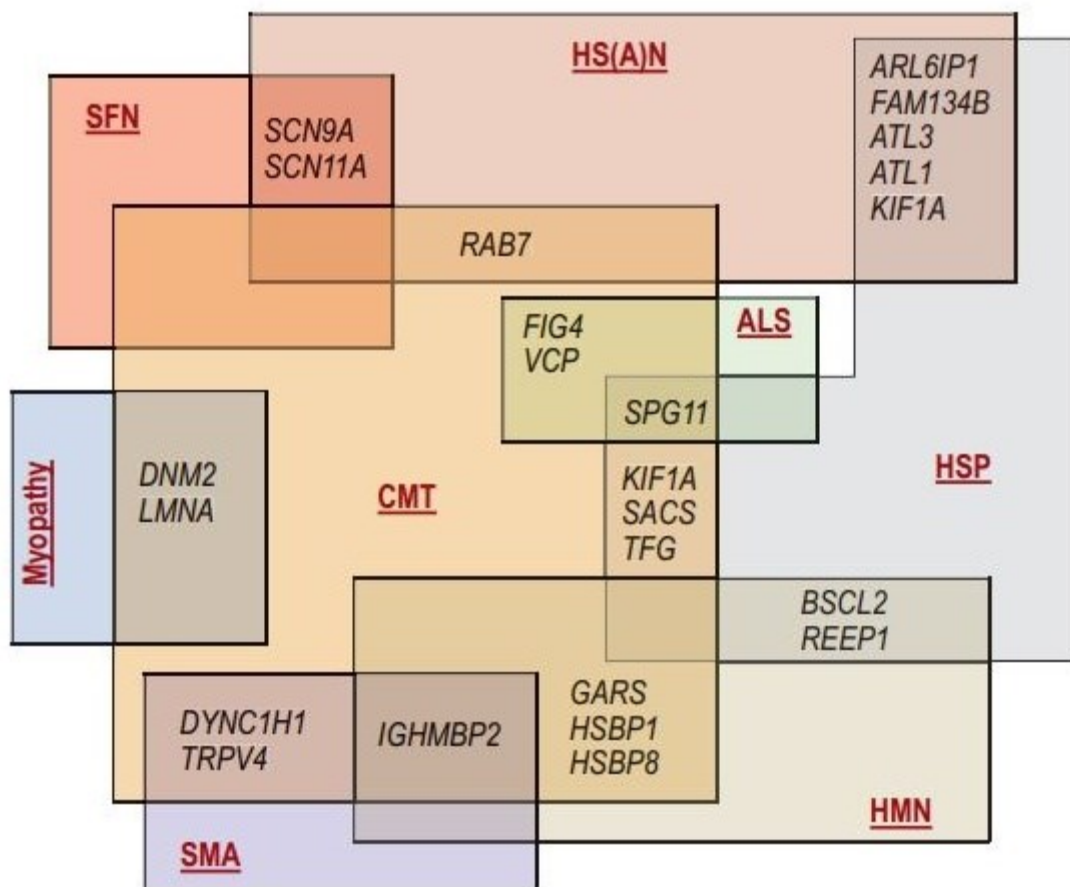 HS(A)N
SFN
SCN9A
SCN11A
ARL6IP1
FAM134B
ATL3
ATL1
KIF1A
RAB7
FIG4
VCP
ALS
SPG11
Myopathy
DNM2
LMNA
CMT
KIF1A
SACS
TFG
HSP
BSCL2
REEP1
DYNC1H1
TRPV4
IGHMBP2
GARS
HSBP1
HSBP8
HMN
SMA